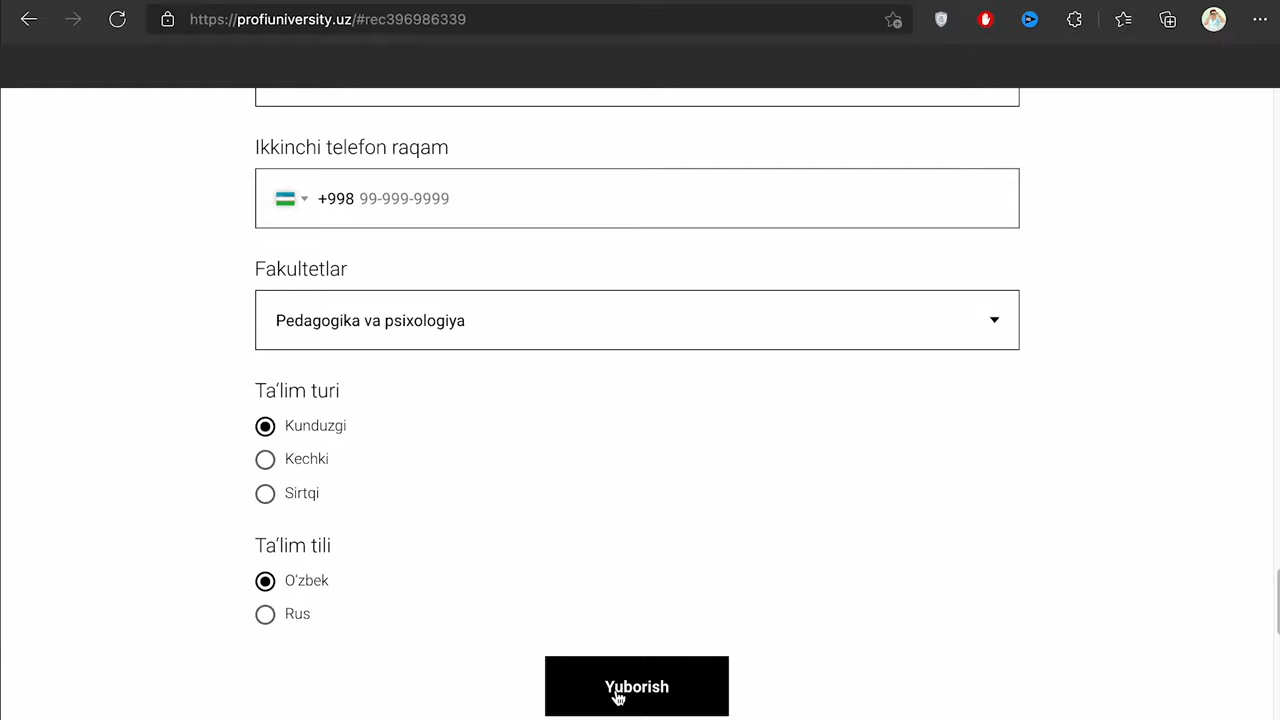 https://profiuniversity.uz/#rec396986339
Ikkinchi telefon raqam
+998 99-999-9999
Fakultetlar
Pedagogika va psixologiya
Ta’lim turi
Kunduzgi
Kechki
Sirtqi
Ta’lim tili
O’zbek
Rus
Yuborish